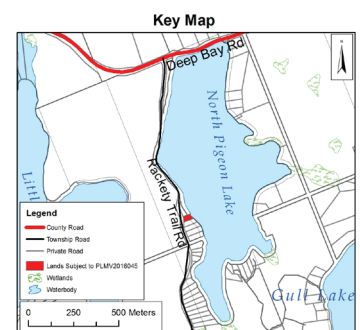 Key Map
Deep Bay Rd
N
North Pigeon Lake
Rackety Trail Rd
Littl
Legend
County Road
Township Road
Private Road
Lands Subject to PLMV2016045
Wetlands
Waterbody
Gull Lake
0 250 500 Meters